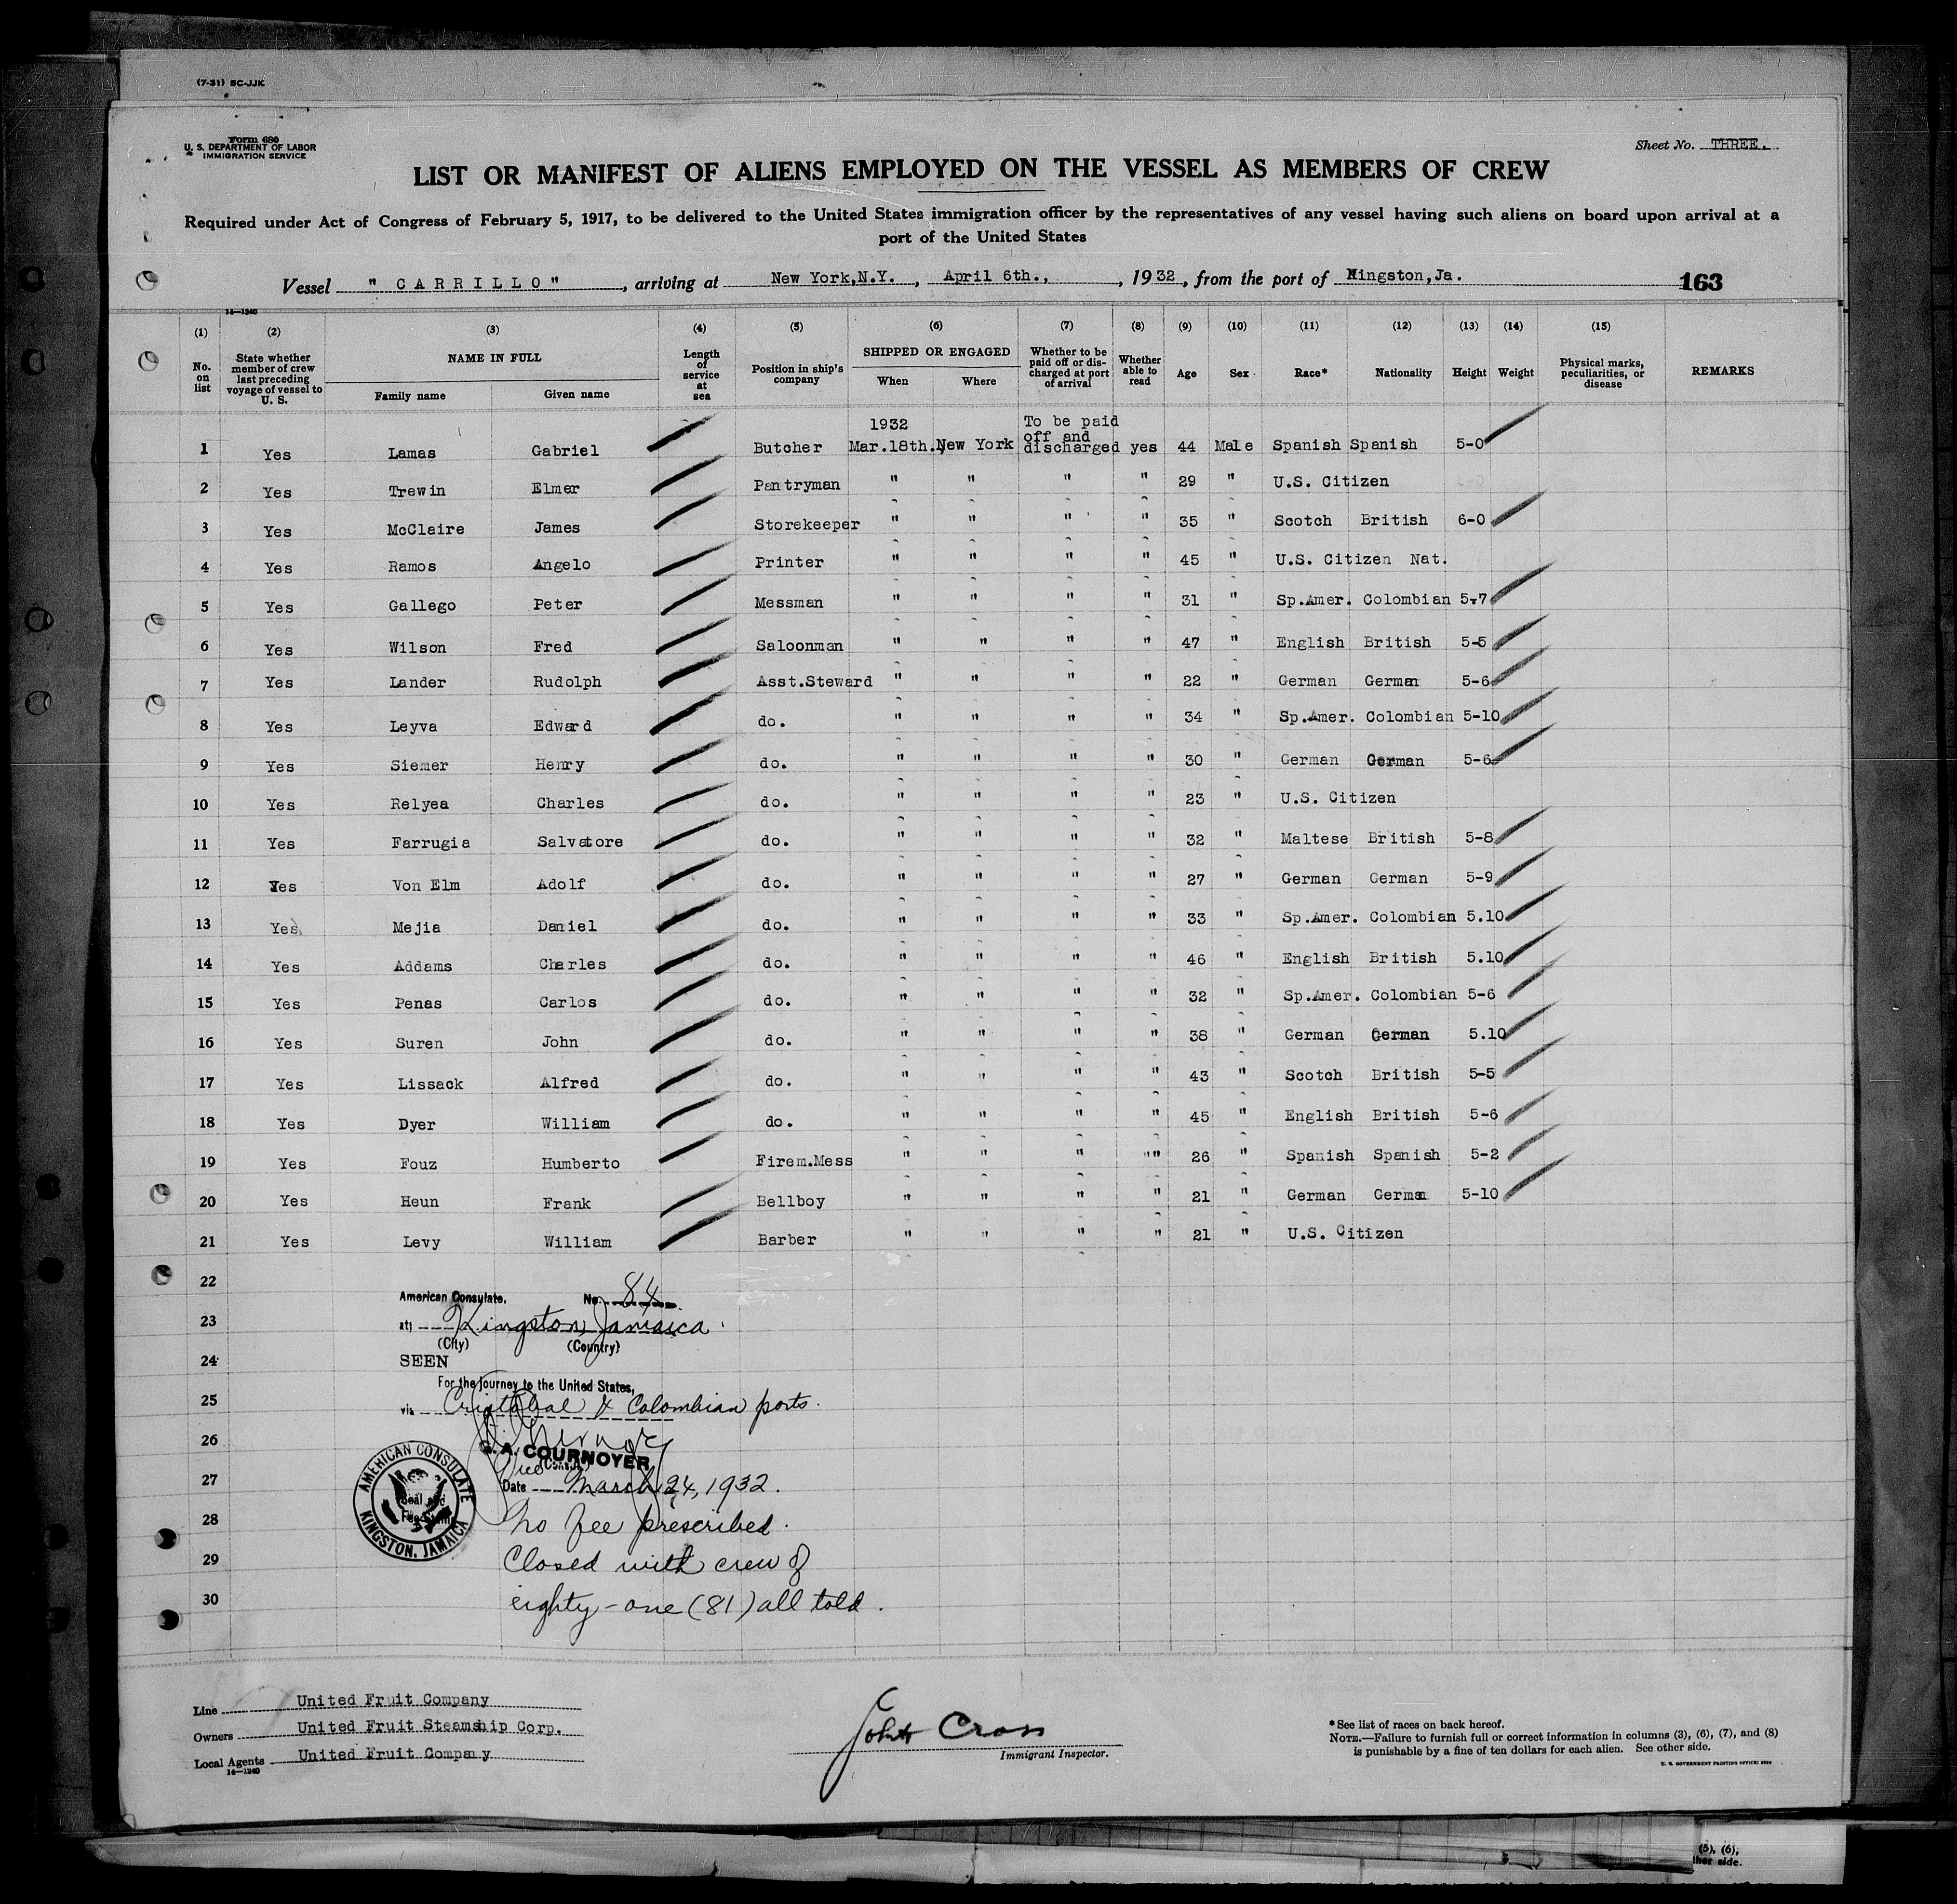 (7-31) BC-JJK
Form 680
U. S. DEPARTMENT OF LABOR
IMMIGRATION SERVICE
Sheet No. THREE.
LIST OR MANIFEST OF ALIENS EMPLOYED ON THE VESSEL AS MEMBERS OF CREW
Required under Act of Congress of February 5, 1917, to be delivered to the United States immigration officer by the representatives of any vessel having such aliens on board upon arrival at a
port of the United States
Vessel "CARRILLO", arriving at New York,N.Y., April 6th., 1932, from the port of Kingston,Ja. 163
14—1240
(1) (2) (3) (4) (5) (6) (7) (8) (9) (10) (11) (12) (13) (14) (15)
No. on list
State whether member of crew last preceding voyage of vessel to U. S.
NAME IN FULL
Family name Given name
Length of service at sea
Position in ship's company
SHIPPED OR ENGAGED
When Where
Whether to be paid off or discharged at port of arrival
Whether able to read
Age Sex Race* Nationality Height Weight
Physical marks, peculiarities, or disease
REMARKS
1932 To be paid off and discharged
1 Yes Lamas Gabriel Butcher Mar.18th., New York yes 44 Male Spanish Spanish 5-0
2 Yes Trewin Elmer Pantryman " " " " 29 " U.S. Citizen
3 Yes McClaire James Storekeeper " " " " 35 " Scotch British 6-0
4 Yes Ramos Angelo Printer " " " " 45 " U.S. Citizen Nat.
5 Yes Gallego Peter Messman " " " " 31 " Sp.Amer. Colombian 5-7
6 Yes Wilson Fred Saloonman " " " " 47 " English British 5-5
7 Yes Lander Rudolph Asst.Steward " " " " 22 " German German 5-6
8 Yes Leyva Edward do. " " " " 34 " Sp.Amer. Colombian 5-10
9 Yes Siemer Henry do. " " " " 30 " German German 5-6
10 Yes Relyea Charles do. " " " " 23 " U.S. Citizen
11 Yes Farrugia Salvatore do. " " " " 32 " Maltese British 5-8
12 Yes Von Elm Adolf do. " " " " 27 " German German 5-9
13 Yes Mejia Daniel do. " " " " 33 " Sp.Amer. Colombian 5.10
14 Yes Addams Charles do. " " " " 46 " English British 5.10
15 Yes Penas Carlos do. " " " " 32 " Sp.Amer. Colombian 5-6
16 Yes Suren John do. " " " " 38 " German German 5.10
17 Yes Lissack Alfred do. " " " " 43 " Scotch British 5-5
18 Yes Dyer William do. " " " " 45 " English British 5-6
19 Yes Fouz Humberto Firem.Mess " " " "" 26 " Spanish Spanish 5-2
20 Yes Heun Frank Bellboy " " " " 21 " German German 5-10
21 Yes Levy William Barber " " " " 21 " U.S. Citizen
22
American Consulate. No. 84
23
at Kingston, Jamaica.
(City) (Country)
24
SEEN
For the journey to the United States,
25
via Cristobal & Colombian ports.
26
G. A. COURNOYER
Vice Consul
27
Date March 24, 1932.
AMERICAN CONSULATE
KINGSTON, JAMAICA
28
No fee prescribed.
29
Closed with crew of
30
eighty-one (81) all told.
Line United Fruit Company
Owners United Fruit Steamship Corp.
Local Agents United Fruit Company
14—1240
John Cross
Immigrant Inspector.
*See list of races on back hereof.
NOTE.—Failure to furnish full or correct information in columns (3), (6), (7), and (8)
is punishable by a fine of ten dollars for each alien. See other side.
U. S. GOVERNMENT PRINTING OFFICE:
(5), (6),
ther side.